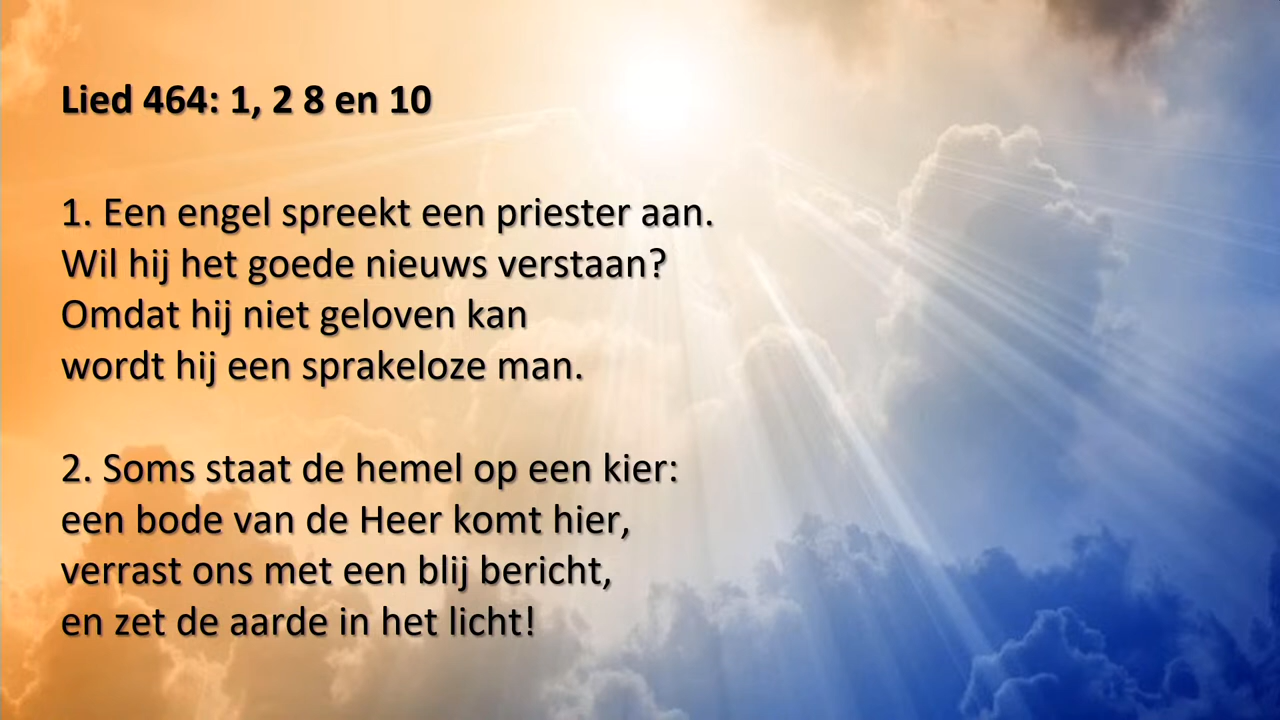 Lied 464: 1, 2 8 en 10
1. Een engel spreekt een priester aan.
Wil hij het goede nieuws verstaan?
Omdat hij niet geloven kan
wordt hij een sprakeloze man.
2. Soms staat de hemel op een kier:
een bode van de Heer komt hier,
verrast ons met een blij bericht,
en zet de aarde in het licht!